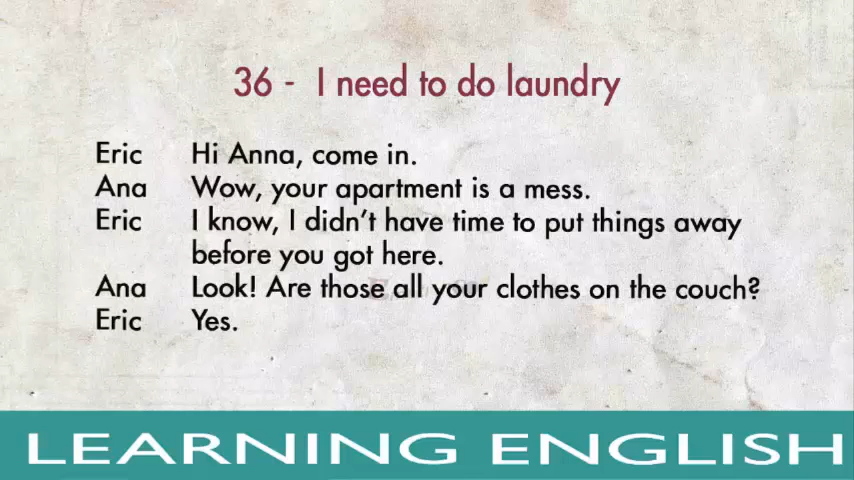 36 - I need to do laundry
Eric Hi Anna, come in.
Ana Wow, your apartment is a mess.
Eric I know, I didn't have time to put things away
before you got here.
Ana Look! Are those all your clothes on the couch?
Eric Yes.
LEARNING ENGLISH